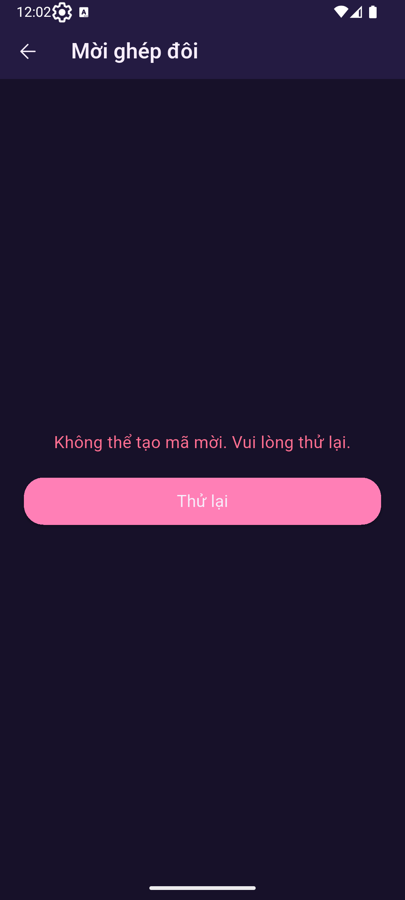 12:02
Mời ghép đôi
Không thể tạo mã mời. Vui lòng thử lại.
Thử lại